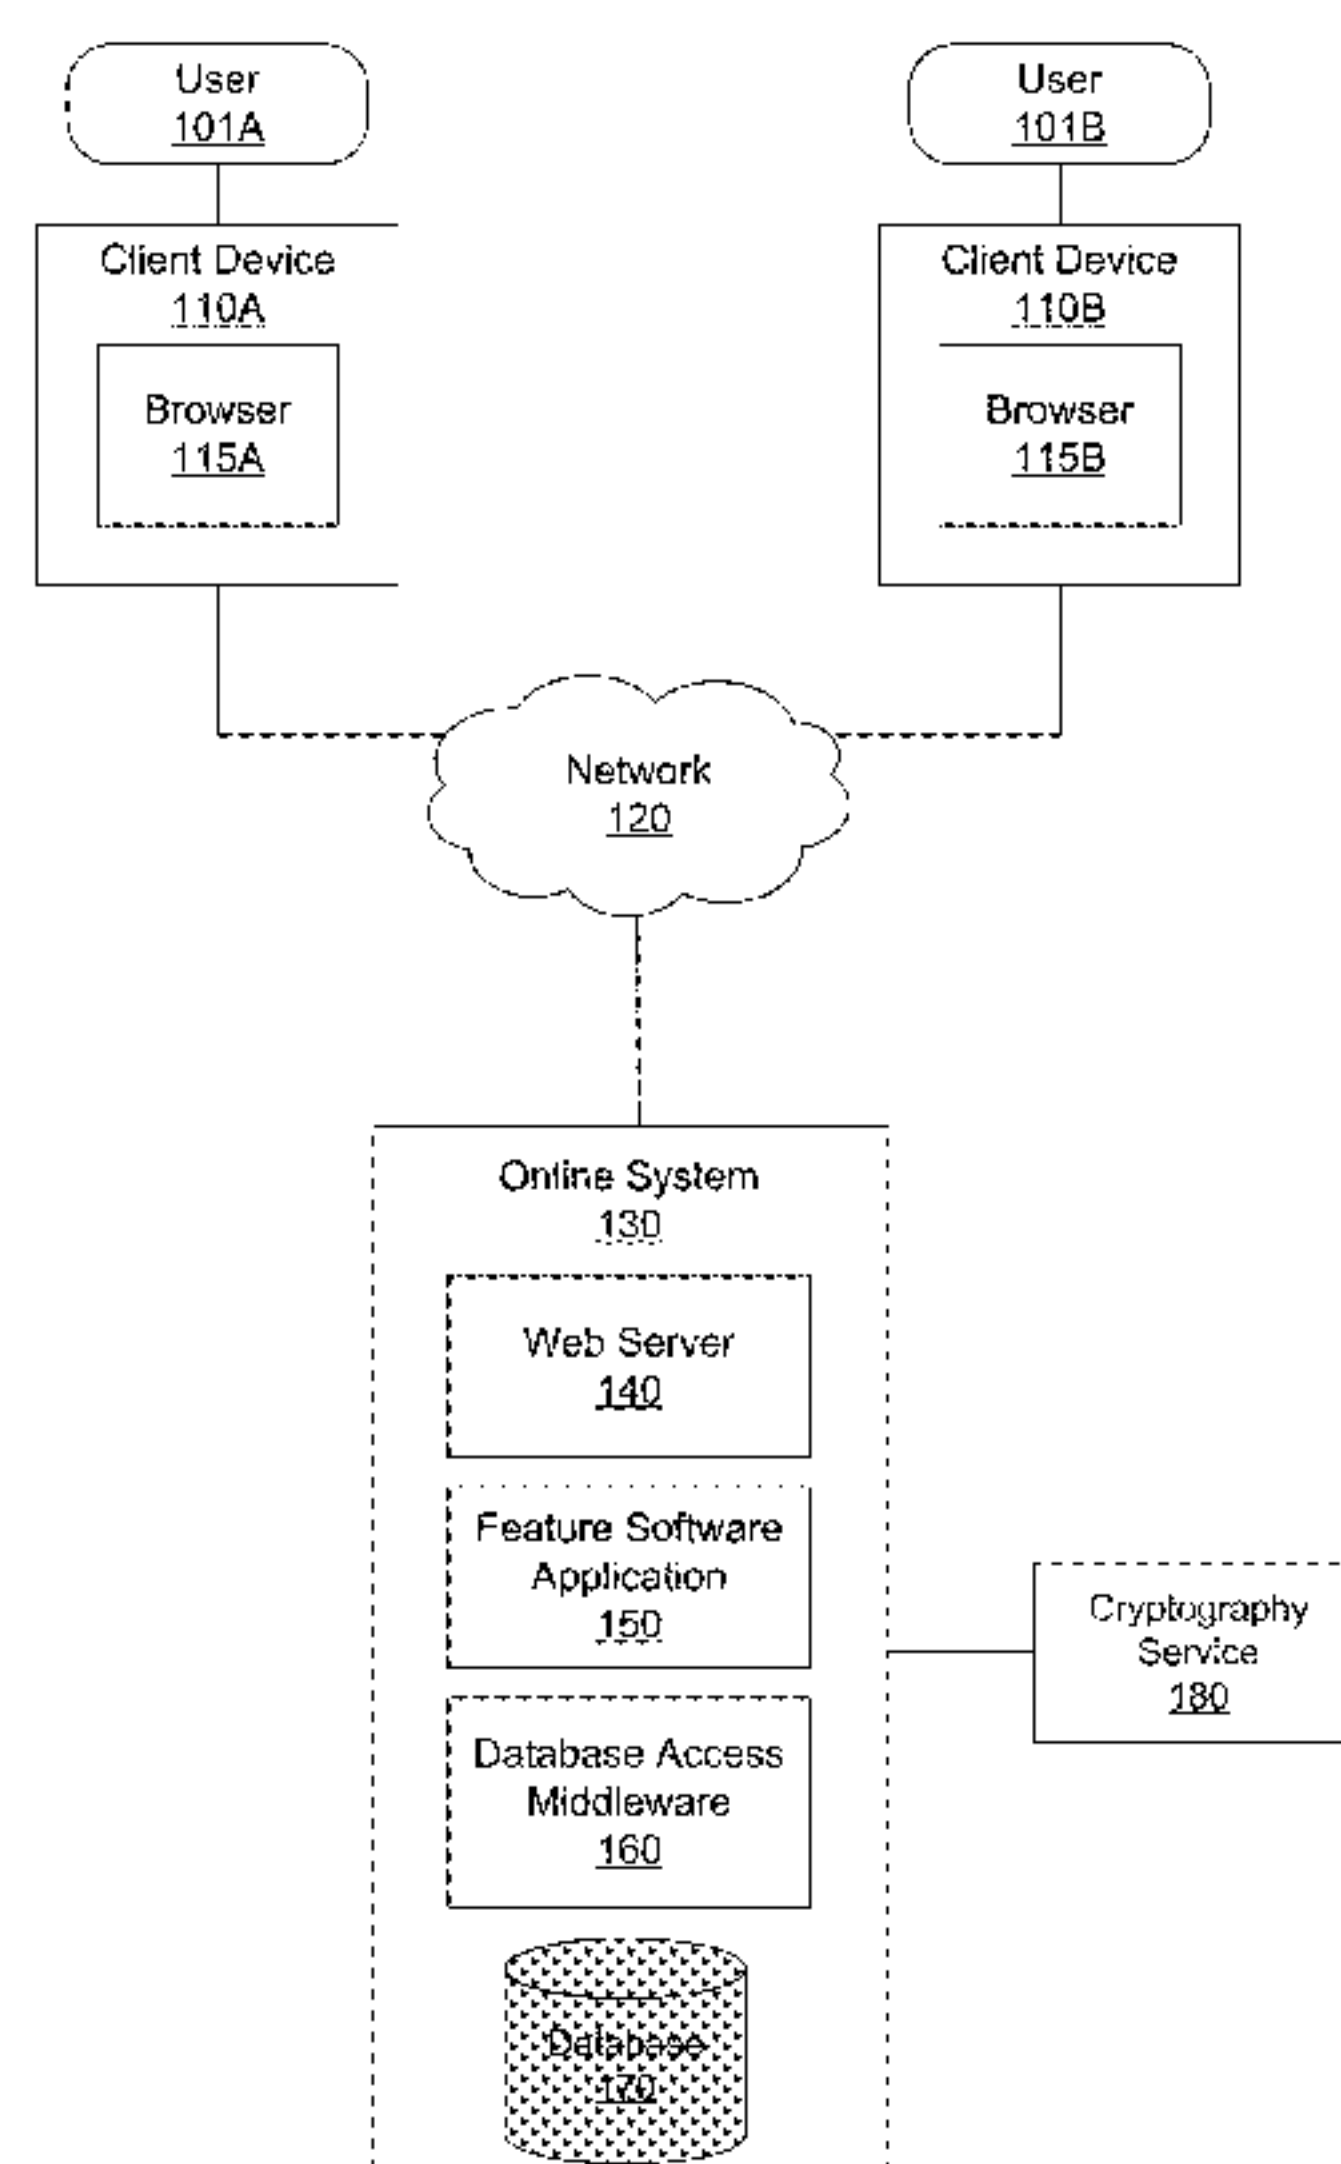 User
101A
User
101B
Client Device
110A
Client Device
110B
Browser
115A
Browser
115B
Network
120
Online System
130
Web Server
140
Feature Software
Application
150
Cryptography
Service
180
Database Access
Middleware
160
Database
170